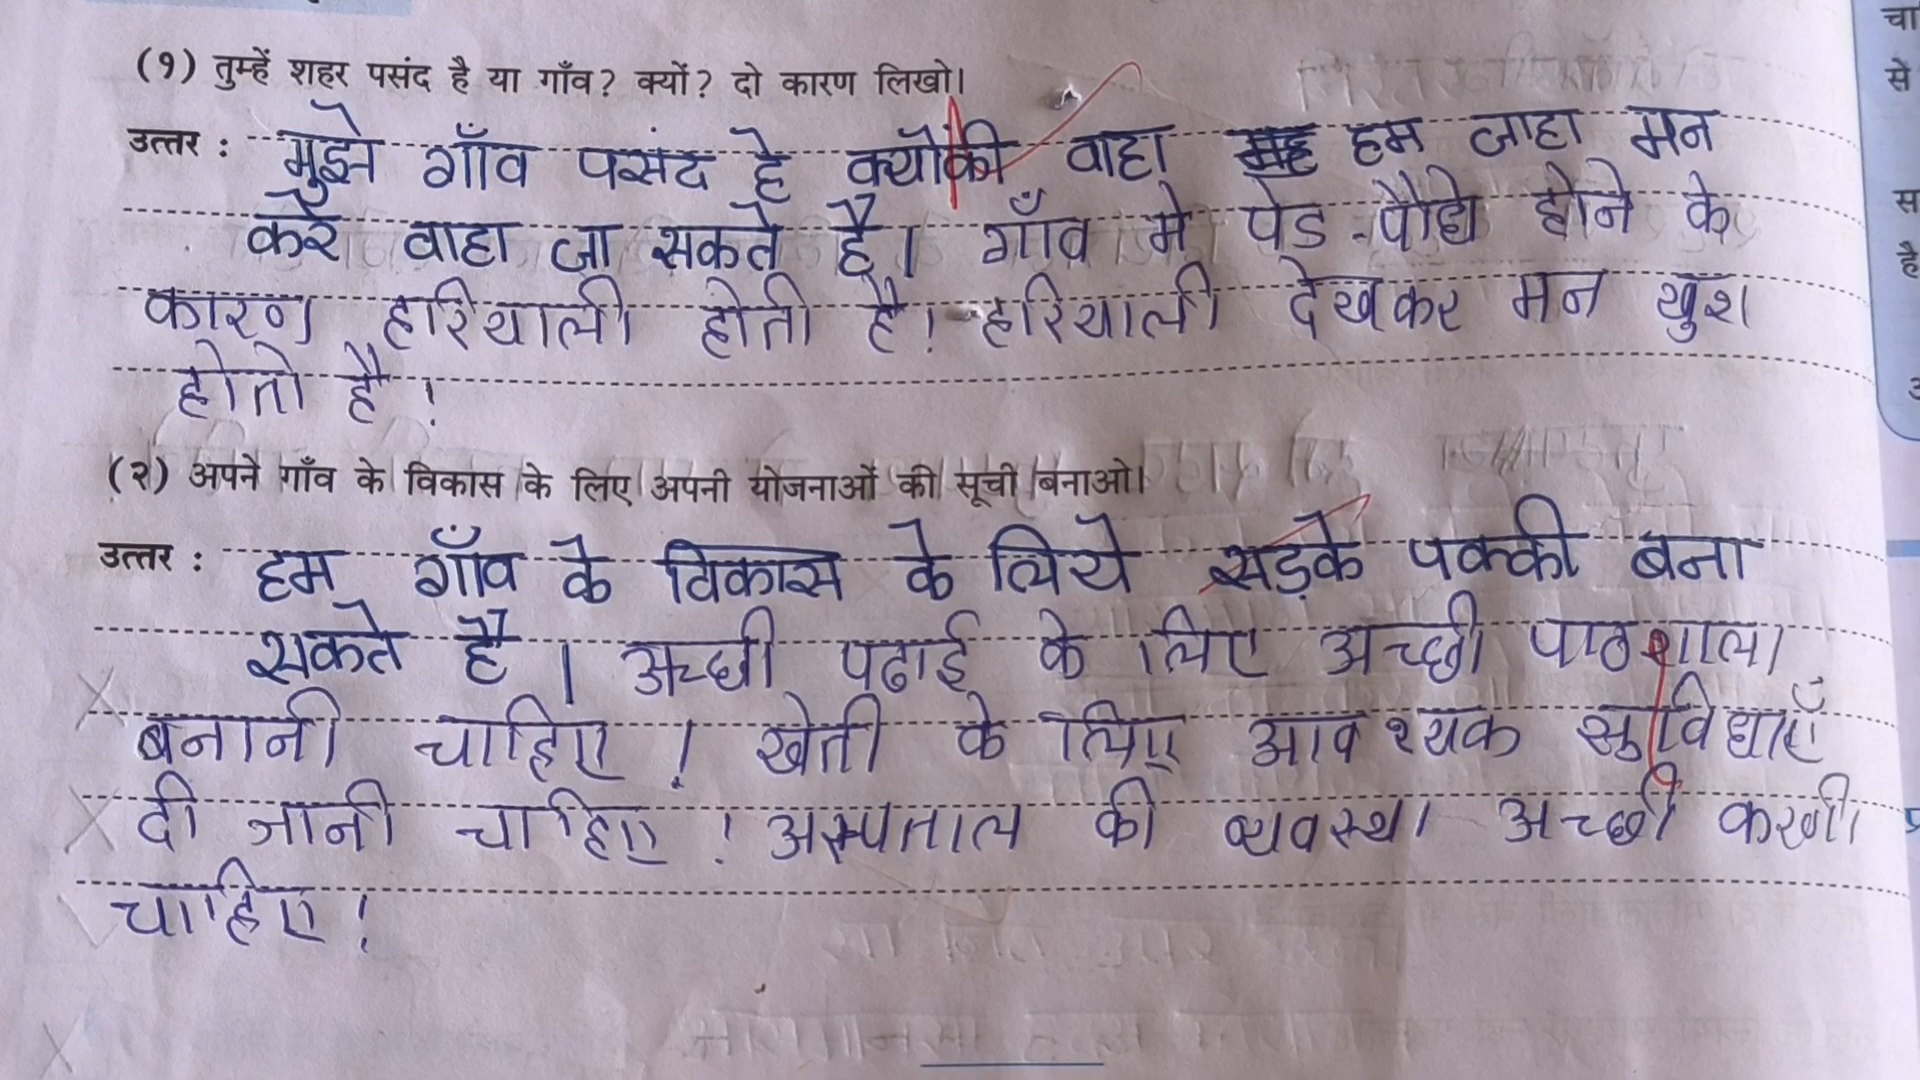 (१) तुम्हें शहर पसंद है या गाँव? क्यों? दो कारण लिखो।
उत्तर : मुझे गाँव पसंद हे क्योंकी वाहा हम जाहा मन
करें वाहा जा सकते है। गाँव मे पेड-पौधे होने के
कारण हरियाली होती है। हरियाली देखकर मन खुश
होतो है।
(२) अपने गाँव के विकास के लिए अपनी योजनाओं की सूची बनाओ।
उत्तर : हम गाँव के विकास के लिये सड़के पक्की बना
सकते हैं। अच्छी पढाई के लिए अच्छी पाठशाला
बनानी चाहिए। खेती के लिए आवश्यक सुविधाएँ
दी जानी चाहिए। अस्पताल की व्यवस्था अच्छी करणी
चाहिए।
चा
से
स
है